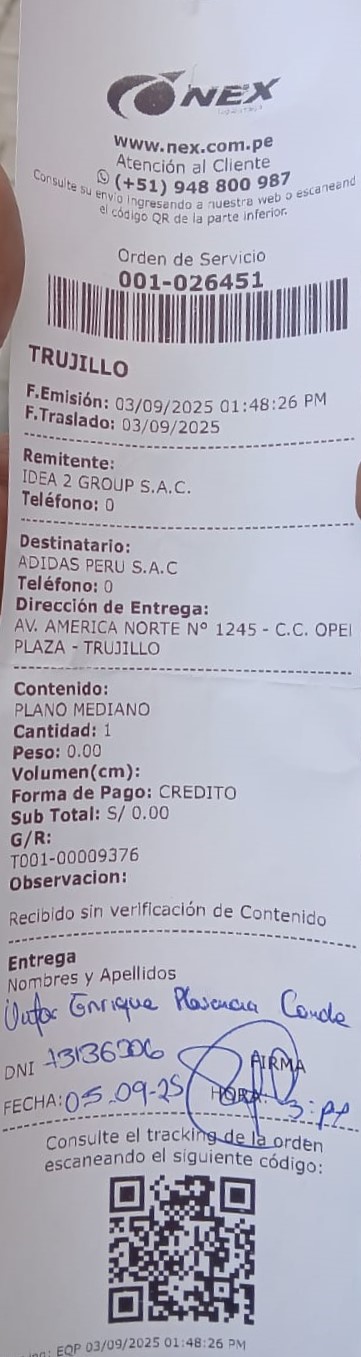 NEX
www.nex.com.pe
Atención al Cliente
(+51) 948 800 987
Consulte su envío ingresando a nuestra web o escaneand
el código QR de la parte inferior.
Orden de Servicio
001-026451
TRUJILLO
F.Emisión: 03/09/2025 01:48:26 PM
F.Traslado: 03/09/2025
Remitente:
IDEA 2 GROUP S.A.C.
Teléfono: 0
Destinatario:
ADIDAS PERU S.A.C
Teléfono: 0
Dirección de Entrega:
AV. AMERICA NORTE Nº 1245 - C.C. OPEI
PLAZA - TRUJILLO
Contenido:
PLANO MEDIANO
Cantidad: 1
Peso: 0.00
Volumen(cm):
Forma de Pago: CREDITO
Sub Total: S/ 0.00
G/R:
T001-00009376
Observacion:
Recibido sin verificación de Contenido
Entrega
Nombres y Apellidos
Enrique Plasencia Conde
DNI
FIRMA
FECHA: 05-09-25 HORA
Consulte el tracking de la orden
escaneando el siguiente código:
EQP 03/09/2025 01:48:26 PM